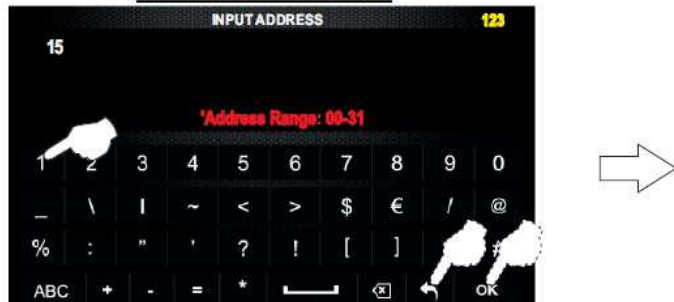 INPUT ADDRESS 123
15
'Address Range: 00-31
1 2 3 4 5 6 7 8 9 0
_ \ I ~ < > $ € / @
% : " ' ? ! [ ] #
ABC + - = * OK